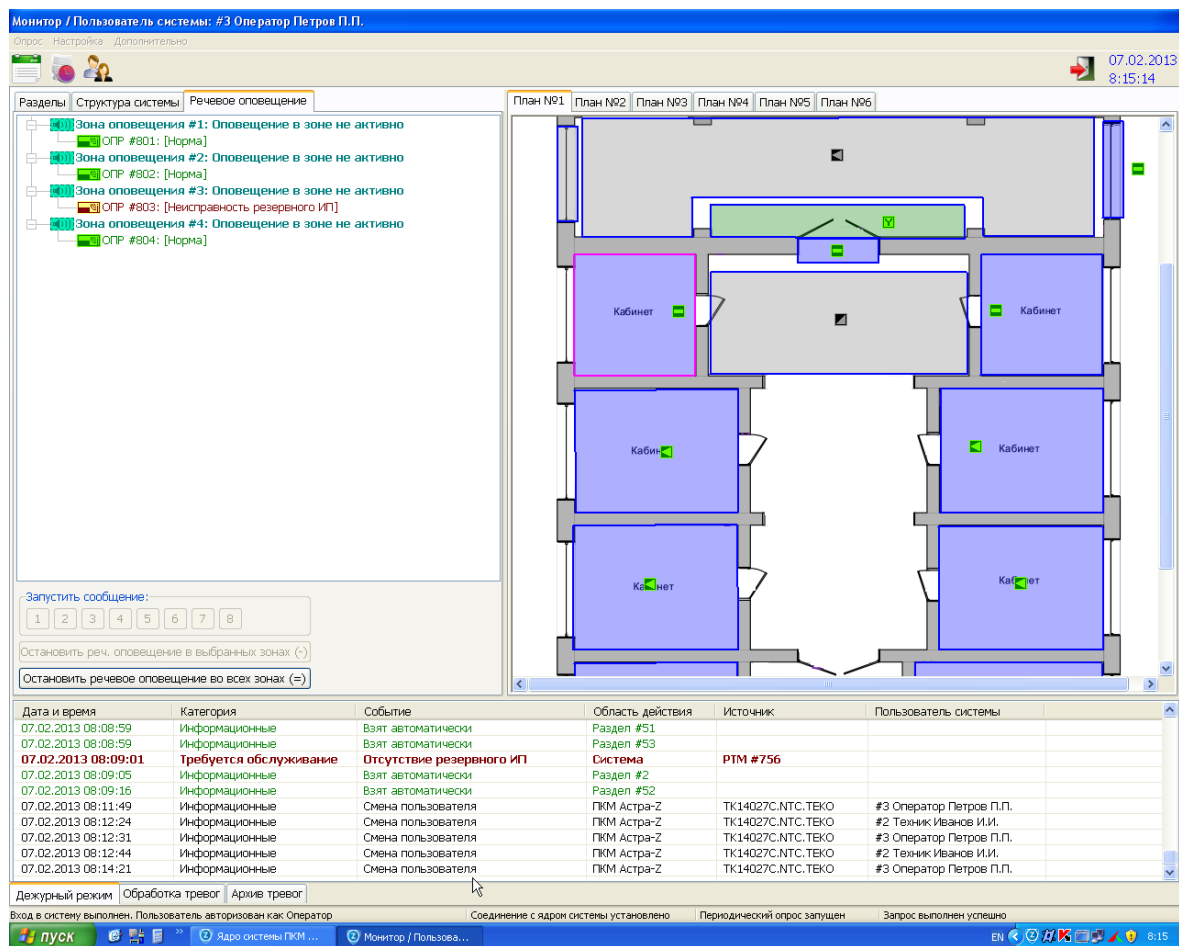 Монитор / Пользователь системы: #3 Оператор Петров П.П.
Опрос Настройка Дополнительно
07.02.2013
8:15:14
Разделы Структура системы Речевое оповещение
План №1 План №2 План №3 План №4 План №5 План №6
Зона оповещения #1: Оповещение в зоне не активно
ОПР #801: [Норма]
Зона оповещения #2: Оповещение в зоне не активно
ОПР #802: [Норма]
Зона оповещения #3: Оповещение в зоне не активно
ОПР #803: [Неисправность резервного ИП]
Зона оповещения #4: Оповещение в зоне не активно
ОПР #804: [Норма]
Y
Кабинет
Кабинет
Кабин
Кабинет
Ка нет
Каб ет
Запустить сообщение:
1 2 3 4 5 6 7 8
Остановить реч. оповещение в выбранных зонах (-)
Остановить речевое оповещение во всех зонах (=)
Дата и время Категория Событие Область действия Источник Пользователь системы
07.02.2013 08:08:59 Информационные Взят автоматически Раздел #51
07.02.2013 08:08:59 Информационные Взят автоматически Раздел #53
07.02.2013 08:09:01 Требуется обслуживание Отсутствие резервного ИП Система РТМ #756
07.02.2013 08:09:05 Информационные Взят автоматически Раздел #2
07.02.2013 08:09:16 Информационные Взят автоматически Раздел #52
07.02.2013 08:11:49 Информационные Смена пользователя ПКМ Астра-Z TK14027C.NTC.TEKO #3 Оператор Петров П.П.
07.02.2013 08:12:24 Информационные Смена пользователя ПКМ Астра-Z TK14027C.NTC.TEKO #2 Техник Иванов И.И.
07.02.2013 08:12:31 Информационные Смена пользователя ПКМ Астра-Z TK14027C.NTC.TEKO #3 Оператор Петров П.П.
07.02.2013 08:12:44 Информационные Смена пользователя ПКМ Астра-Z TK14027C.NTC.TEKO #2 Техник Иванов И.И.
07.02.2013 08:14:21 Информационные Смена пользователя ПКМ Астра-Z TK14027C.NTC.TEKO #3 Оператор Петров П.П.
Дежурный режим Обработка тревог Архив тревог
Вход в систему выполнен. Пользователь авторизован как Оператор Соединение с ядром системы установлено Периодический опрос запущен Запрос выполнен успешно
пуск » Ядро системы ПКМ ... Монитор / Пользова... EN 8:15